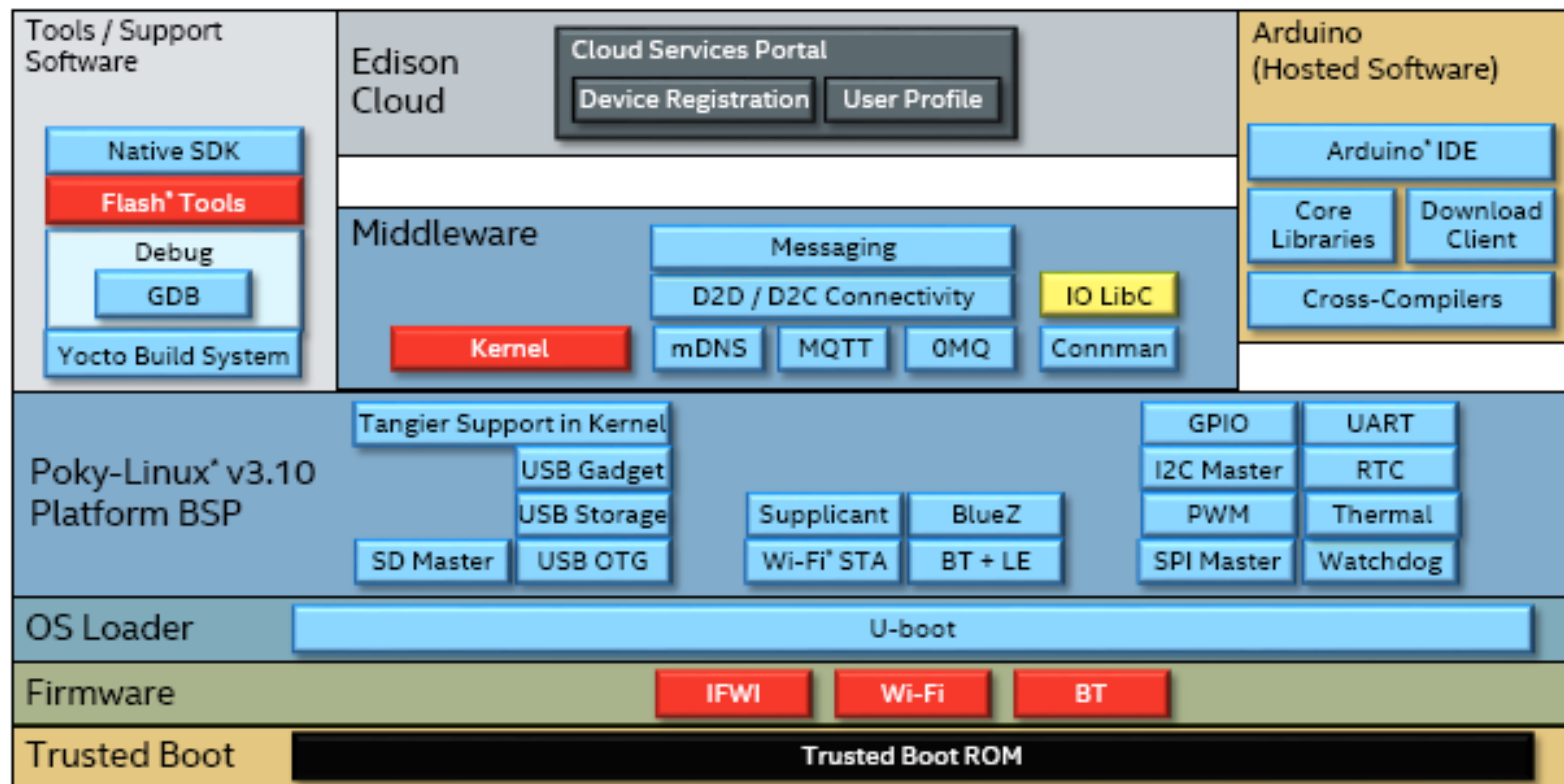 Tools / Support
Software
Native SDK
Flash* Tools
Debug
GDB
Yocto Build System
Edison
Cloud
Cloud Services Portal
Device Registration
User Profile
Arduino
(Hosted Software)
Arduino* IDE
Core
Libraries
Download
Client
Cross-Compilers
Middleware
Messaging
D2D / D2C Connectivity
IO LibC
Kernel
mDNS
MQTT
0MQ
Connman
Poky-Linux* v3.10
Platform BSP
Tangier Support in Kernel
USB Gadget
USB Storage
SD Master
USB OTG
Supplicant
BlueZ
Wi-Fi* STA
BT + LE
GPIO
UART
I2C Master
RTC
PWM
Thermal
SPI Master
Watchdog
OS Loader
U-boot
Firmware
IFWI
Wi-Fi
BT
Trusted Boot
Trusted Boot ROM